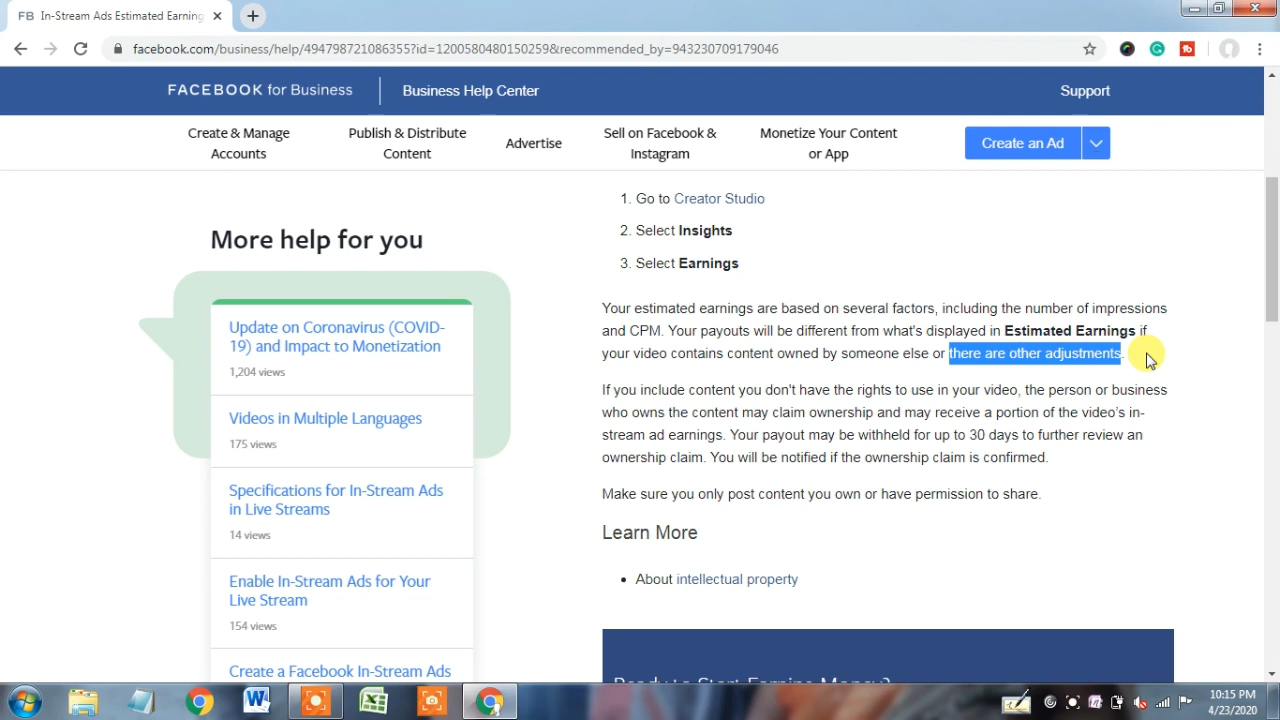 FB In-Stream Ads Estimated Earning
facebook.com/business/help/494798721086355?id=1200580480150259&recommended_by=943230709179046
FACEBOOK for Business
Business Help Center
Support
Create & Manage
Accounts
Publish & Distribute
Content
Advertise
Sell on Facebook &
Instagram
Monetize Your Content
or App
Create an Ad
More help for you
Update on Coronavirus (COVID-
19) and Impact to Monetization
1,204 views
Videos in Multiple Languages
175 views
Specifications for In-Stream Ads
in Live Streams
14 views
Enable In-Stream Ads for Your
Live Stream
154 views
Create a Facebook In-Stream Ads
1. Go to Creator Studio
2. Select Insights
3. Select Earnings
Your estimated earnings are based on several factors, including the number of impressions
and CPM. Your payouts will be different from what's displayed in Estimated Earnings if
your video contains content owned by someone else or there are other adjustments.
If you include content you don't have the rights to use in your video, the person or business
who owns the content may claim ownership and may receive a portion of the video's in-
stream ad earnings. Your payout may be withheld for up to 30 days to further review an
ownership claim. You will be notified if the ownership claim is confirmed.
Make sure you only post content you own or have permission to share.
Learn More
• About intellectual property
Ready to Start Earning Money?
10:15 PM
4/23/2020